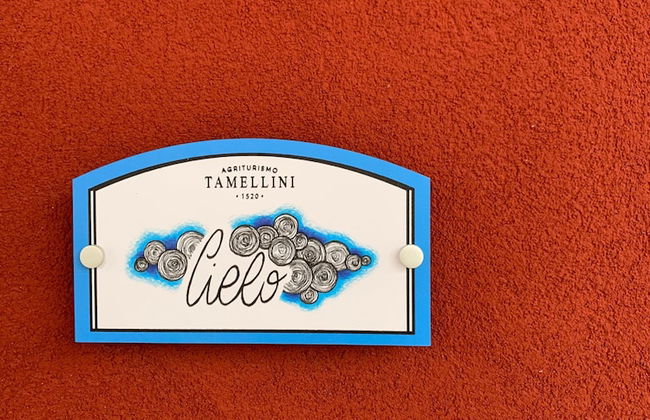 AGRITURISMO
TAMELLINI
• 1520 •
Cielo